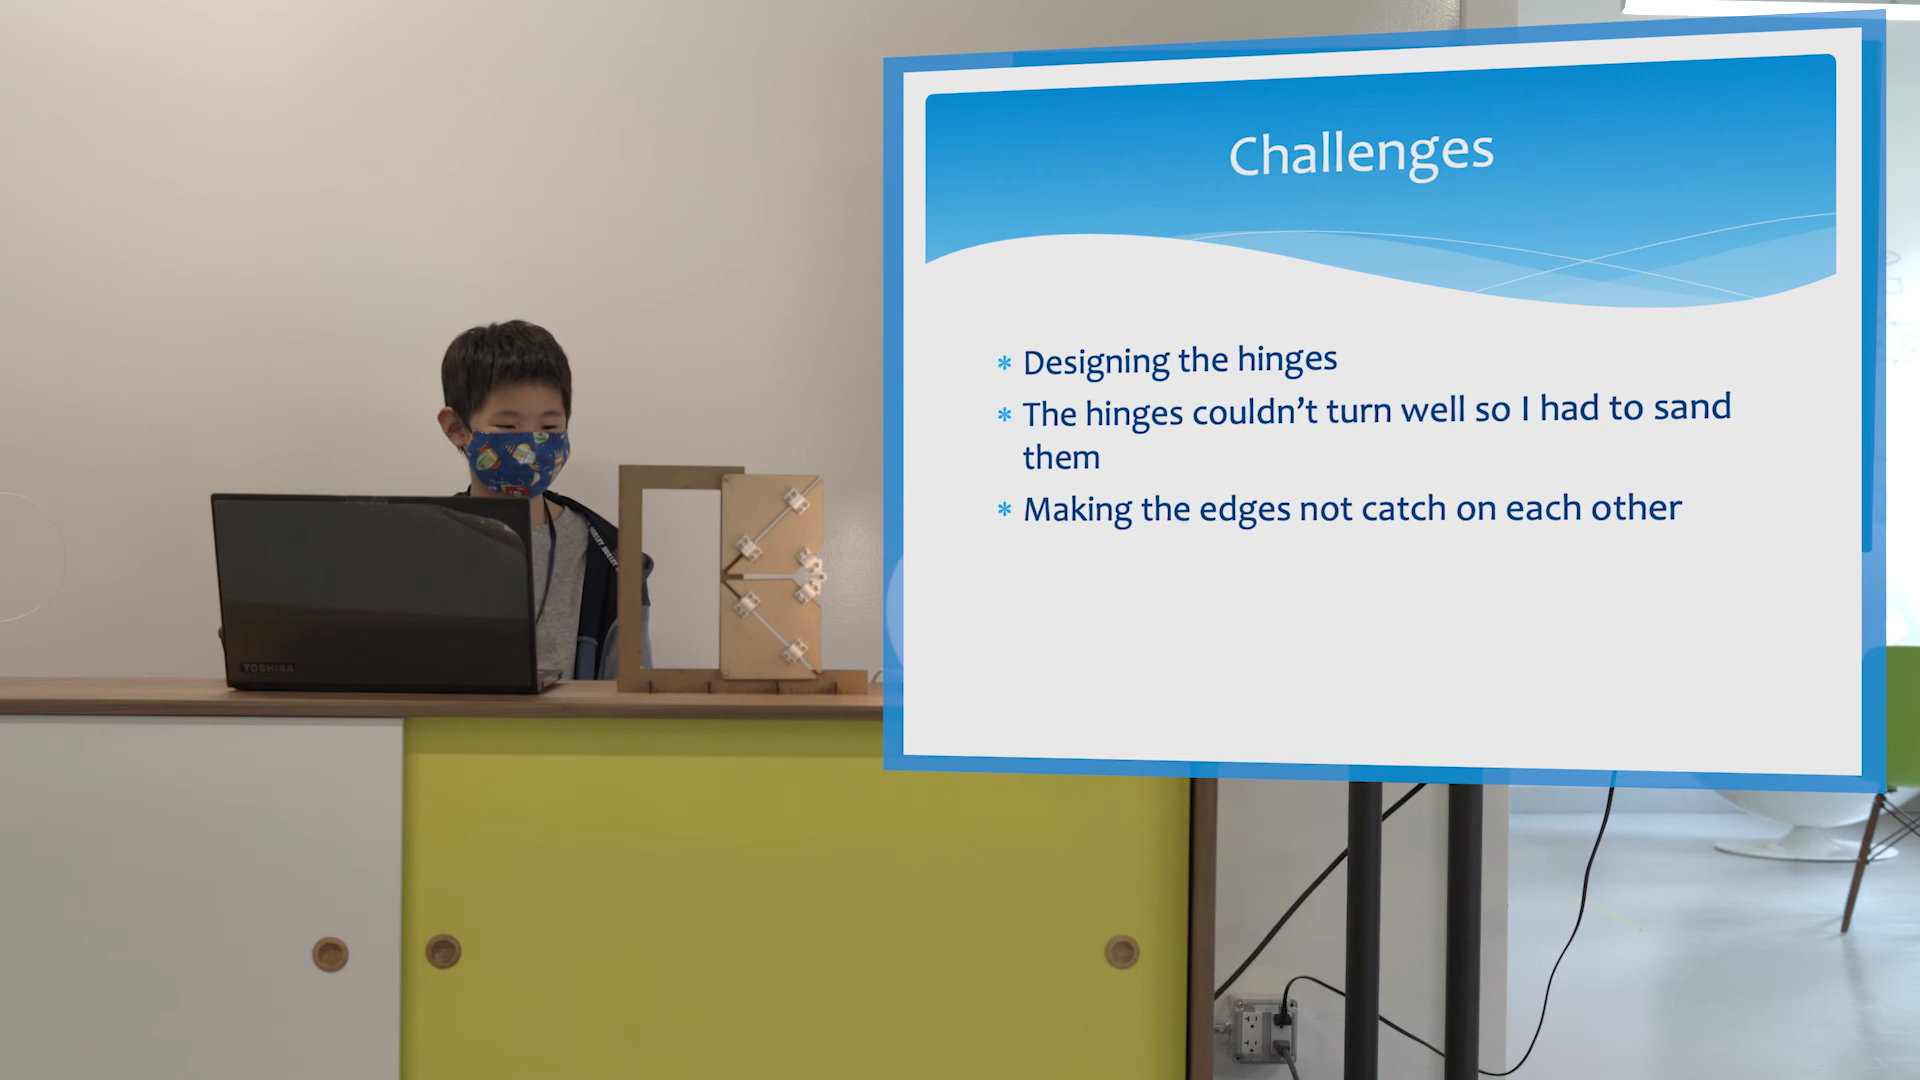 Challenges
* Designing the hinges
* The hinges couldn't turn well so I had to sand
them
* Making the edges not catch on each other
TOSHIBA